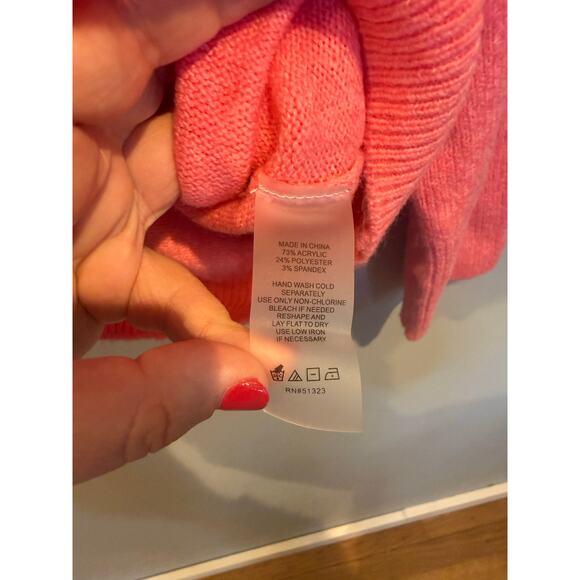 MADE IN CHINA
73% ACRYLIC
24% POLYESTER
3% SPANDEX
HAND WASH COLD
SEPARATELY
USE ONLY NON-CHLORINE
BLEACH IF NEEDED
RESHAPE AND
LAY FLAT TO DRY
USE LOW IRON
IF NECESSARY
RN#51323